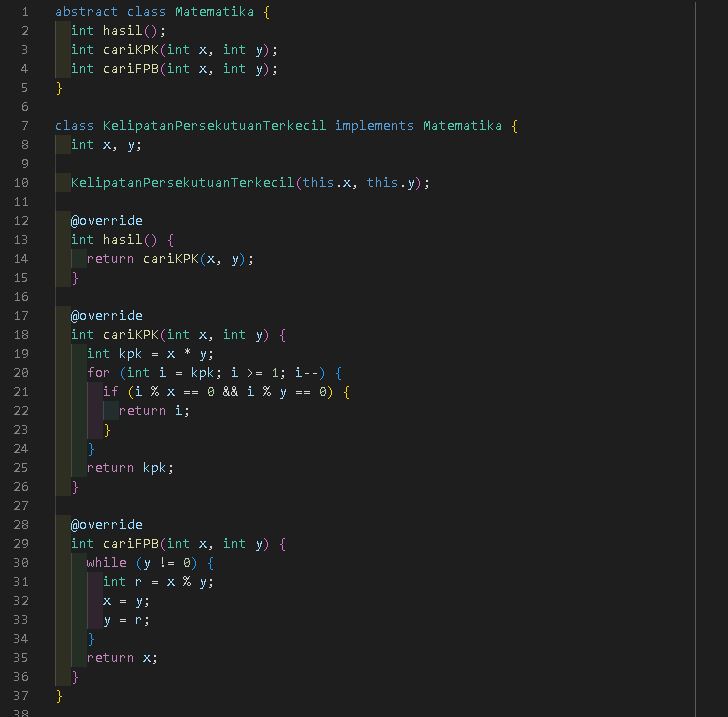 1 abstract class Matematika {
2 int hasil();
3 int cariKPK(int x, int y);
4 int cariFPB(int x, int y);
5 }
6
7 class KelipatanPersekutuanTerkecil implements Matematika {
8 int x, y;
9
10 KelipatanPersekutuanTerkecil(this.x, this.y);
11
12 @override
13 int hasil() {
14 return cariKPK(x, y);
15 }
16
17 @override
18 int cariKPK(int x, int y) {
19 int kpk = x * y;
20 for (int i = kpk; i >= 1; i--) {
21 if (i % x == 0 && i % y == 0) {
22 return i;
23 }
24 }
25 return kpk;
26 }
27
28 @override
29 int cariFPB(int x, int y) {
30 while (y != 0) {
31 int r = x % y;
32 x = y;
33 y = r;
34 }
35 return x;
36 }
37 }
38